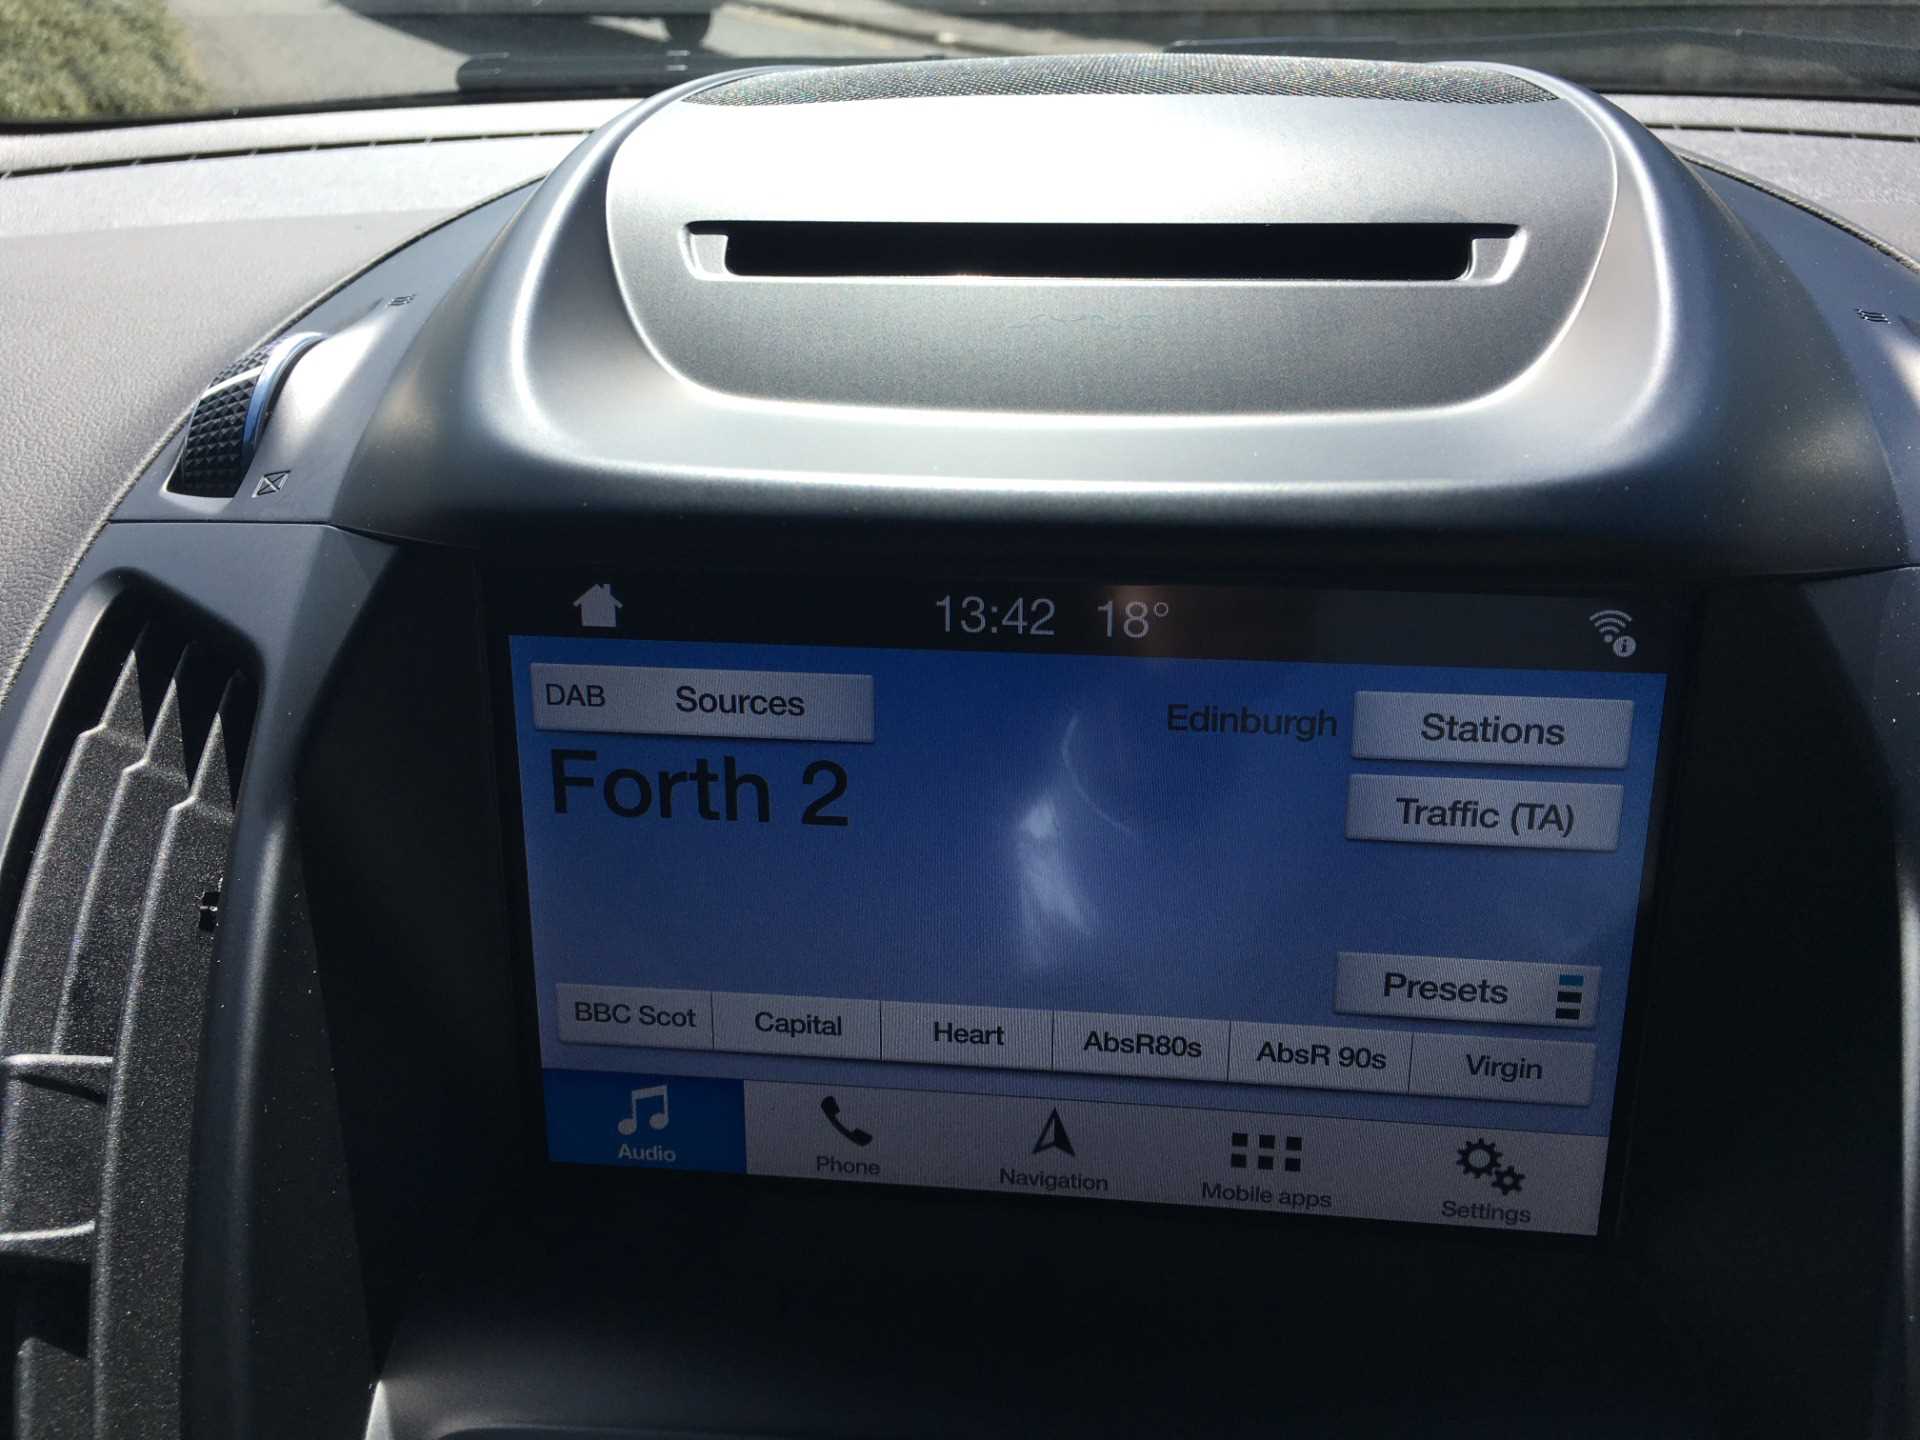 13:42 18°
DAB Sources
Edinburgh Stations
Forth 2
Traffic (TA)
Presets
BBC Scot Capital Heart AbsR80s AbsR 90s Virgin
Audio Phone Navigation Mobile apps Settings